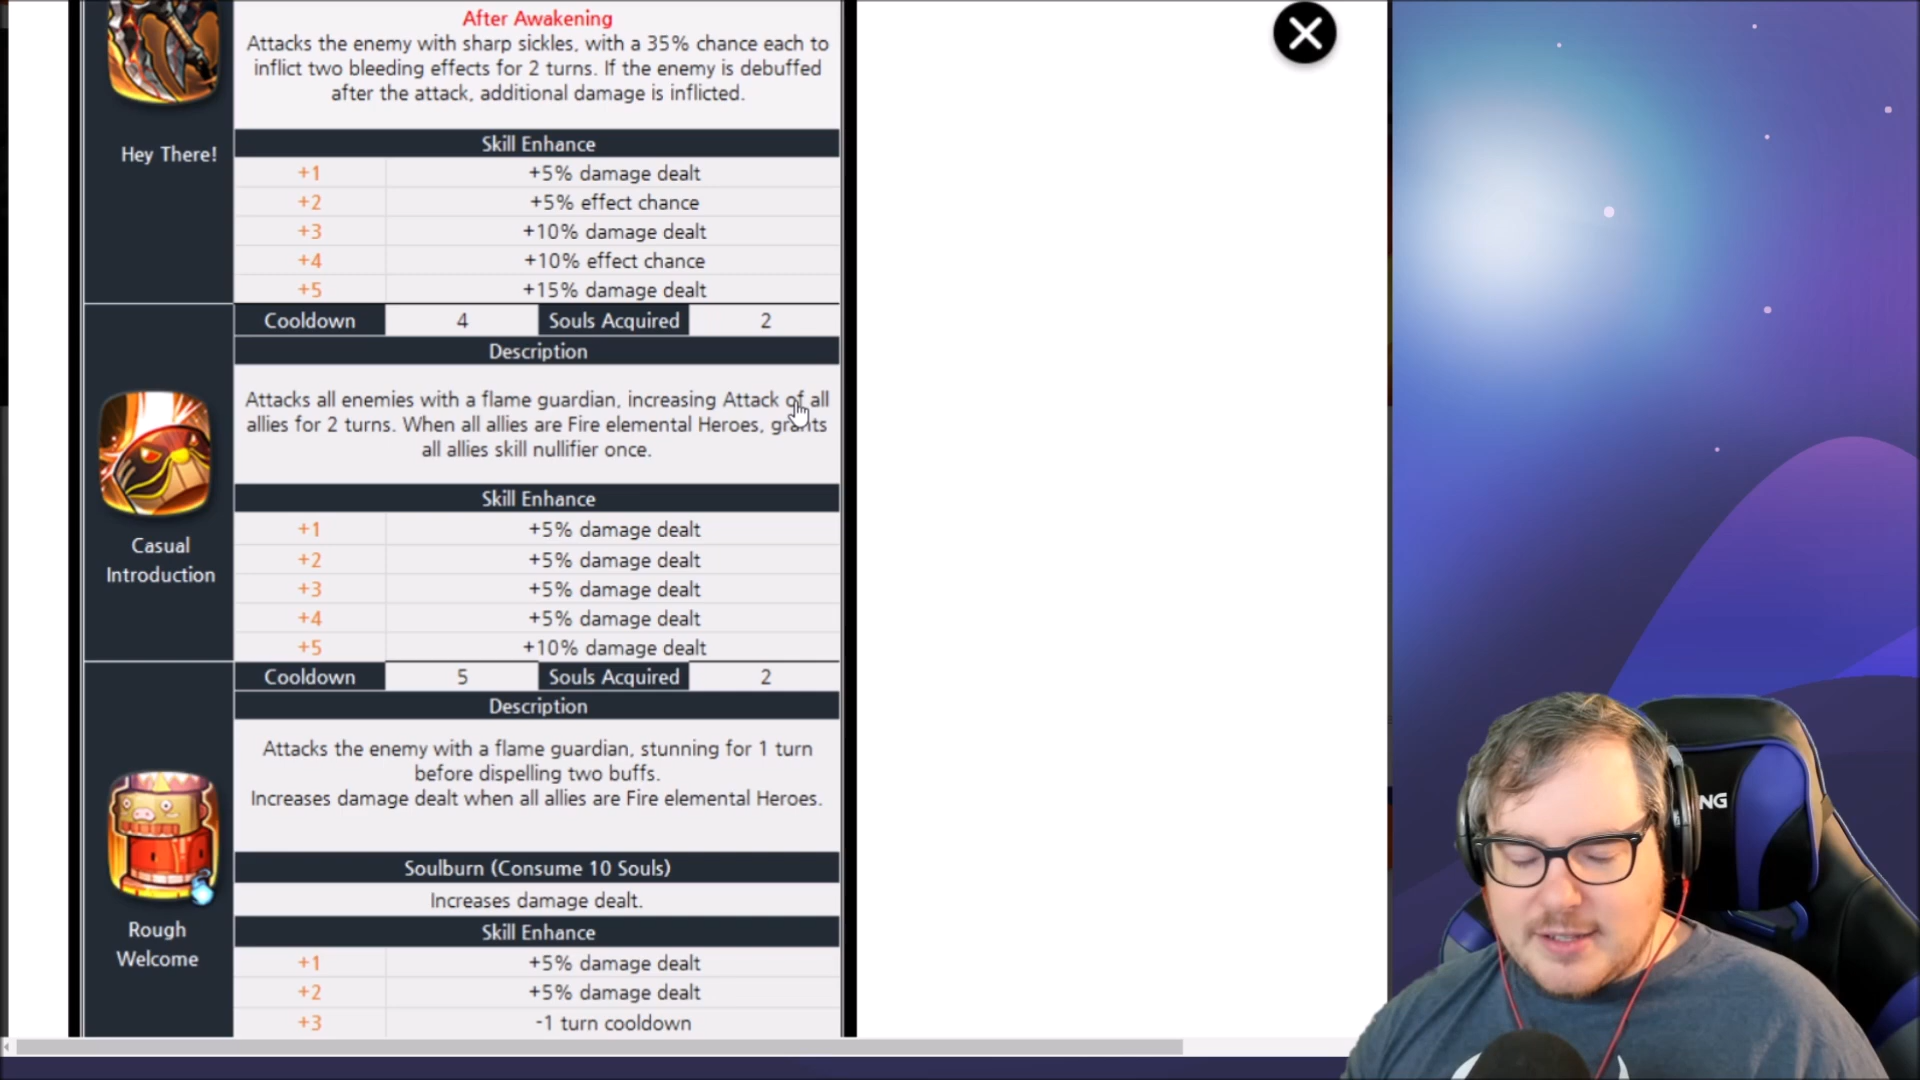 After Awakening
Attacks the enemy with sharp sickles, with a 35% chance each to
inflict two bleeding effects for 2 turns. If the enemy is debuffed
after the attack, additional damage is inflicted.
Hey There!
Skill Enhance
+1 +5% damage dealt
+2 +5% effect chance
+3 +10% damage dealt
+4 +10% effect chance
+5 +15% damage dealt
Cooldown 4 Souls Acquired 2
Description
Attacks all enemies with a flame guardian, increasing Attack of all
allies for 2 turns. When all allies are Fire elemental Heroes, grants
all allies skill nullifier once.
Casual
Introduction
Skill Enhance
+1 +5% damage dealt
+2 +5% damage dealt
+3 +5% damage dealt
+4 +5% damage dealt
+5 +10% damage dealt
Cooldown 5 Souls Acquired 2
Description
Attacks the enemy with a flame guardian, stunning for 1 turn
before dispelling two buffs.
Increases damage dealt when all allies are Fire elemental Heroes.
Rough
Welcome
Soulburn (Consume 10 Souls)
Increases damage dealt.
Skill Enhance
+1 +5% damage dealt
+2 +5% damage dealt
+3 -1 turn cooldown
NG